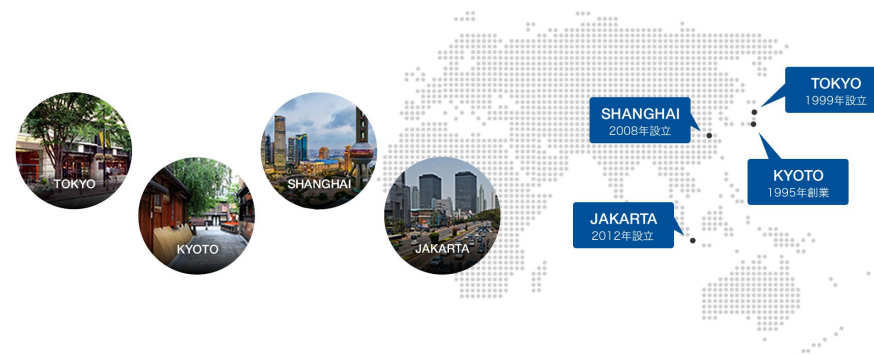 TOKYO
KYOTO
SHANGHAI
JAKARTA
TOKYO
1999年設立
SHANGHAI
2008年設立
KYOTO
1995年創業
JAKARTA
2012年設立